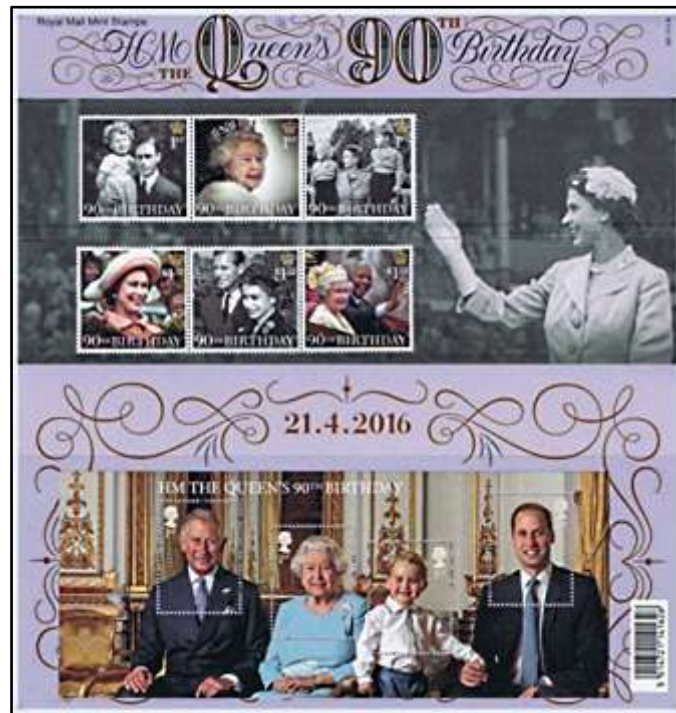 Royal Mail Mint Stamps
HM THE Queen's 90TH Birthday
1st
1st
1st
90TH BIRTHDAY
90TH BIRTHDAY
90TH BIRTHDAY
£1.52
£1.52
£1.52
90TH BIRTHDAY
90TH BIRTHDAY
90TH BIRTHDAY
21.4.2016
HM THE QUEEN'S 90TH BIRTHDAY